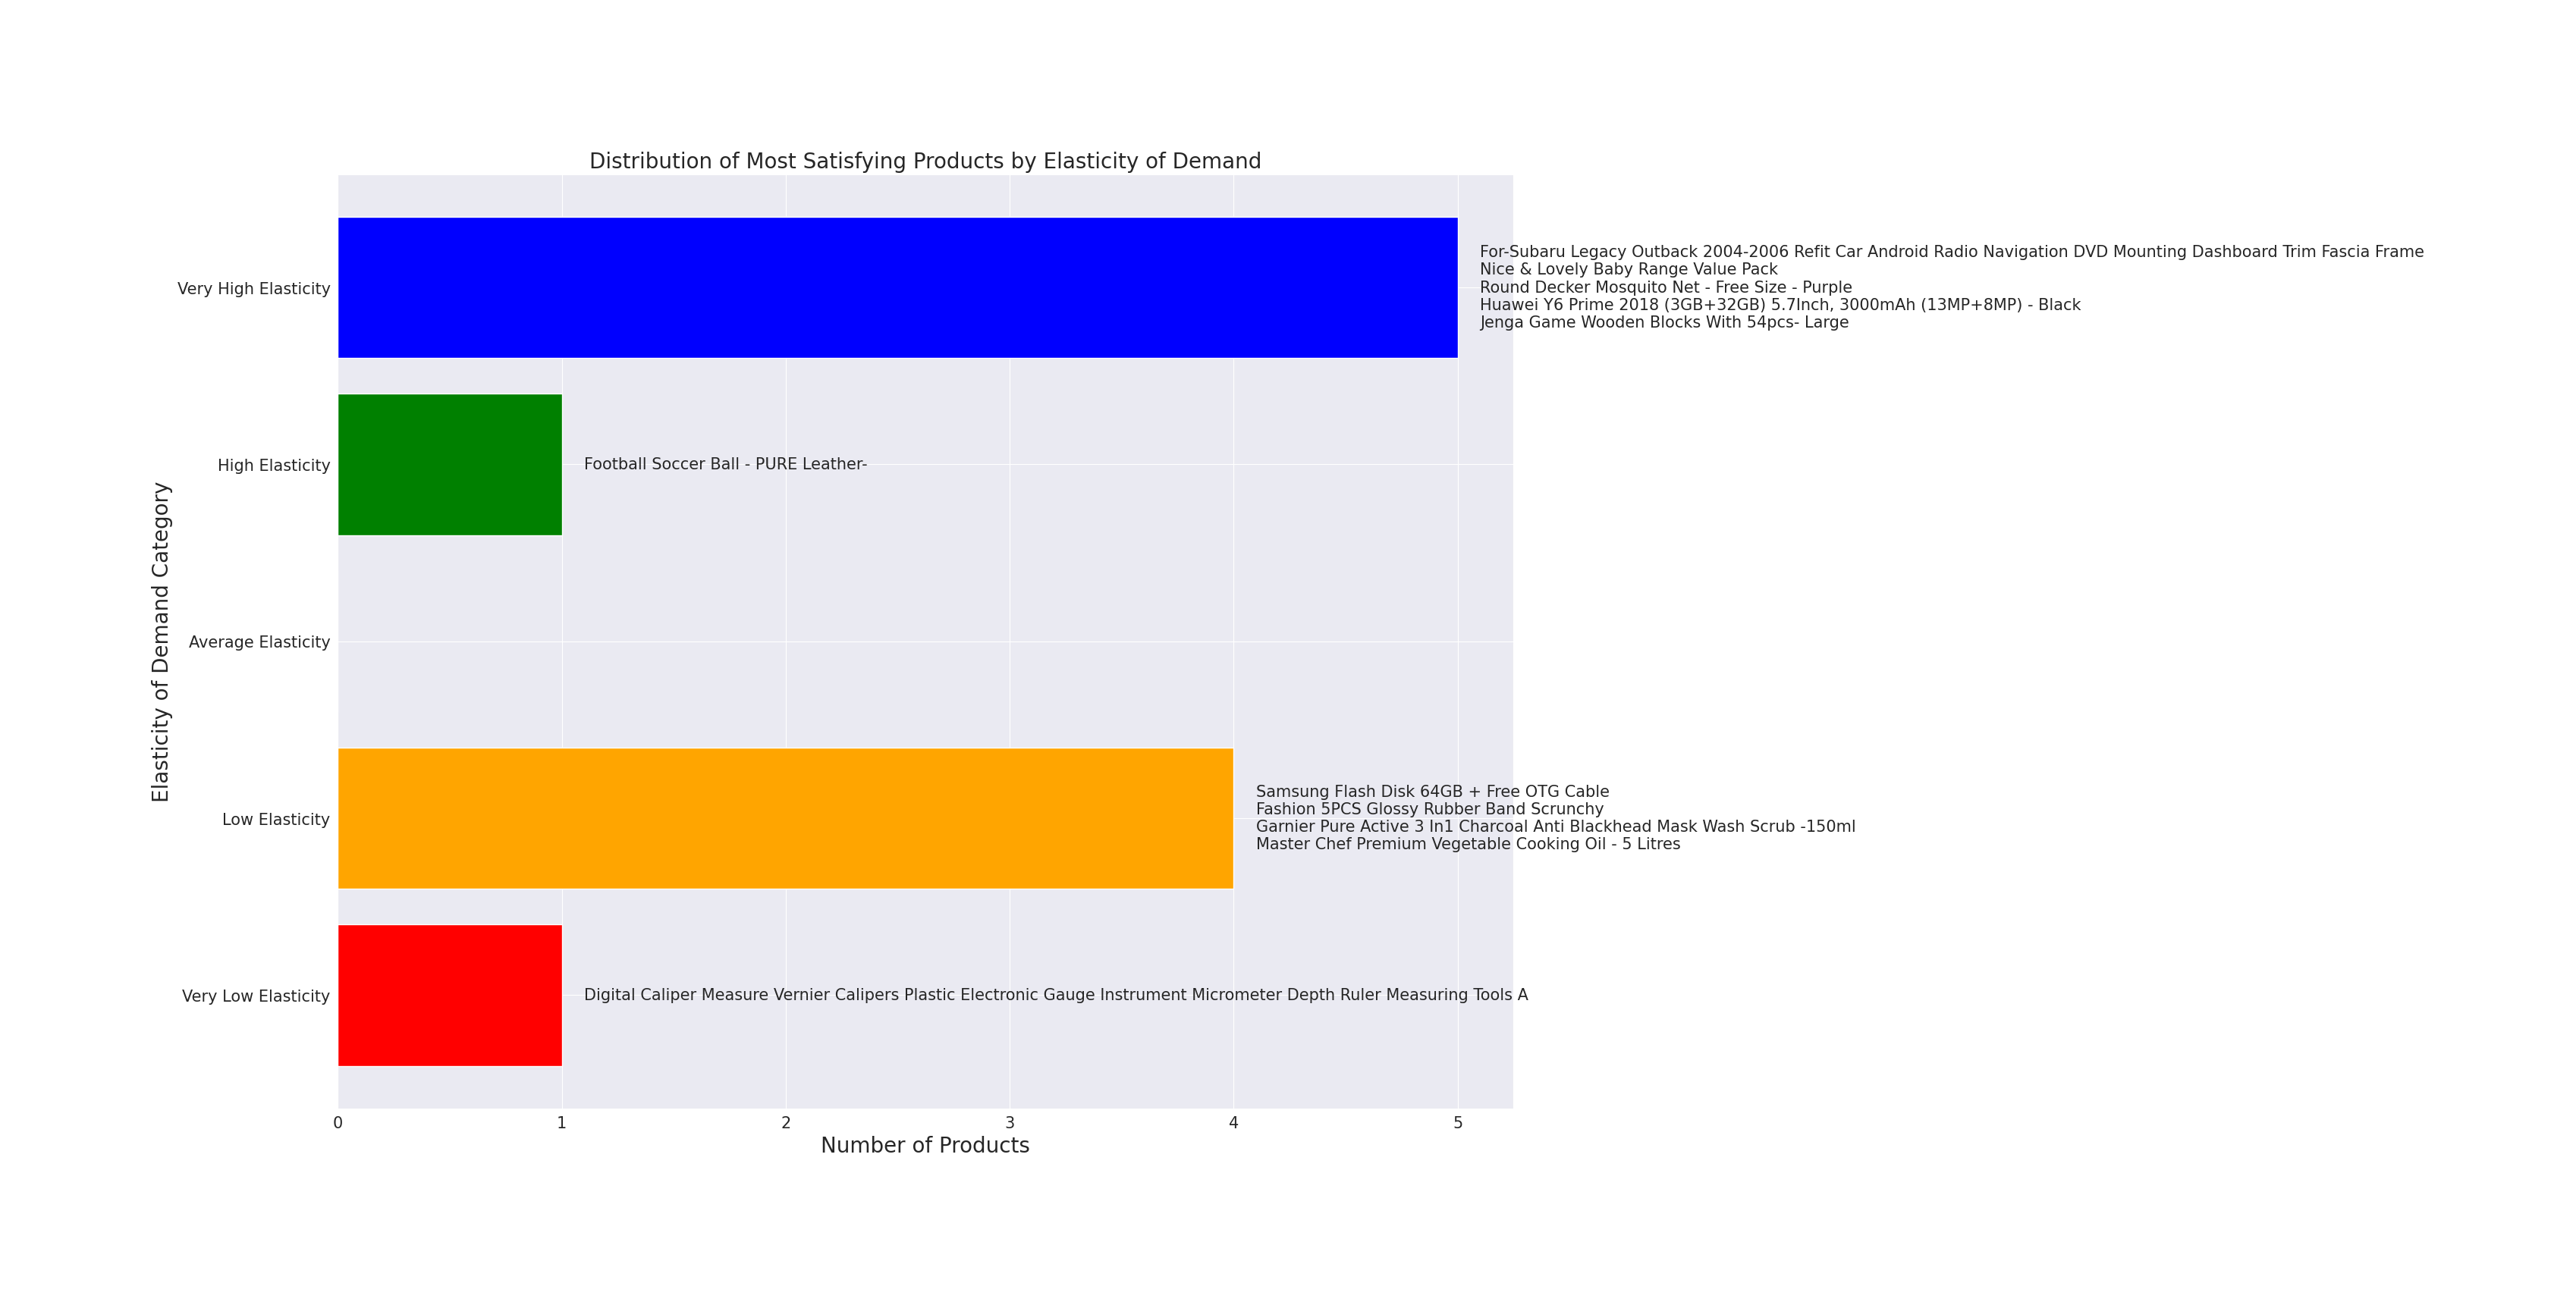 Distribution of Most Satisfying Products by Elasticity of Demand
Elasticity of Demand Category
Very High Elasticity
For-Subaru Legacy Outback 2004-2006 Refit Car Android Radio Navigation DVD Mounting Dashboard Trim Fascia Frame
Nice & Lovely Baby Range Value Pack
Round Decker Mosquito Net - Free Size - Purple
Huawei Y6 Prime 2018 (3GB+32GB) 5.7Inch, 3000mAh (13MP+8MP) - Black
Jenga Game Wooden Blocks With 54pcs- Large
High Elasticity
Football Soccer Ball - PURE Leather-
Average Elasticity
Low Elasticity
Samsung Flash Disk 64GB + Free OTG Cable
Fashion 5PCS Glossy Rubber Band Scrunchy
Garnier Pure Active 3 In1 Charcoal Anti Blackhead Mask Wash Scrub -150ml
Master Chef Premium Vegetable Cooking Oil - 5 Litres
Very Low Elasticity
Digital Caliper Measure Vernier Calipers Plastic Electronic Gauge Instrument Micrometer Depth Ruler Measuring Tools A
0 1 2 3 4 5
Number of Products